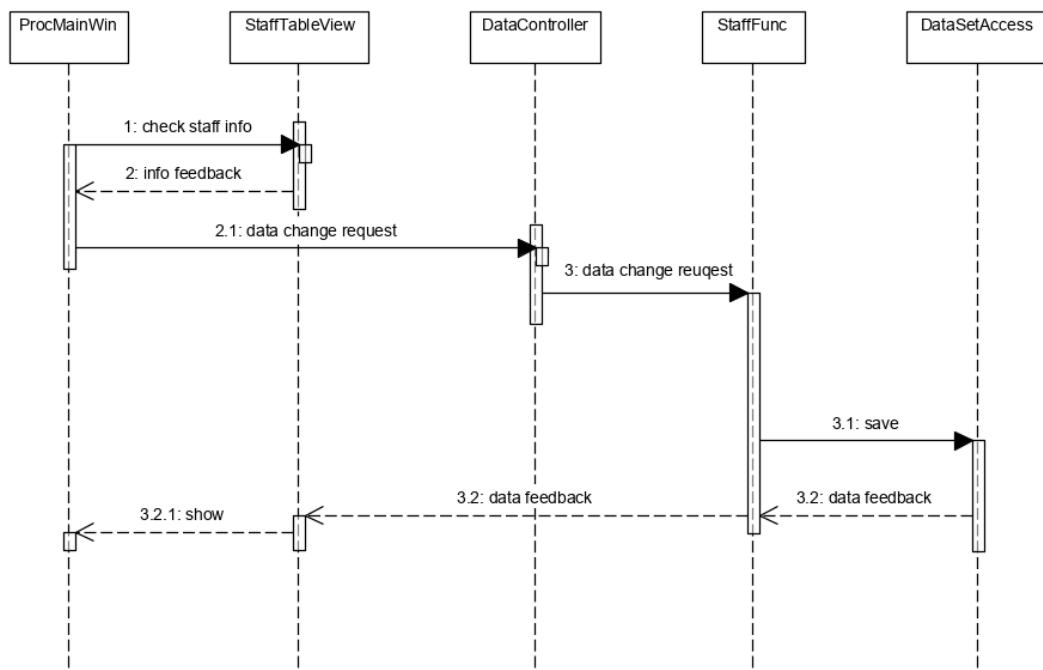 ProcMainWin
StaffTableView
DataController
StaffFunc
DataSetAccess
1: check staff info
2: info feedback
2.1: data change request
3: data change reuqest
3.1: save
3.2: data feedback
3.2: data feedback
3.2.1: show